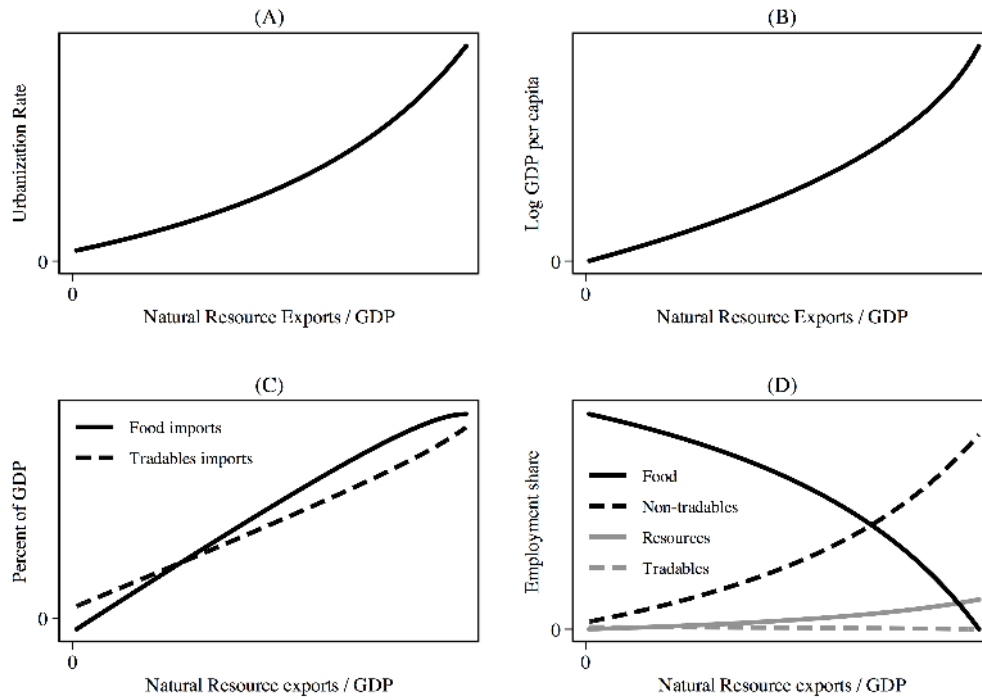 (A)
Urbanization Rate
0
0
Natural Resource Exports / GDP
(B)
Log GDP per capita
0
0
Natural Resource Exports / GDP
(C)
Food imports
Tradables imports
Percent of GDP
0
0
Natural Resource exports / GDP
(D)
Food
Non-tradables
Resources
Tradables
Employment share
0
0
Natural Resource exports / GDP